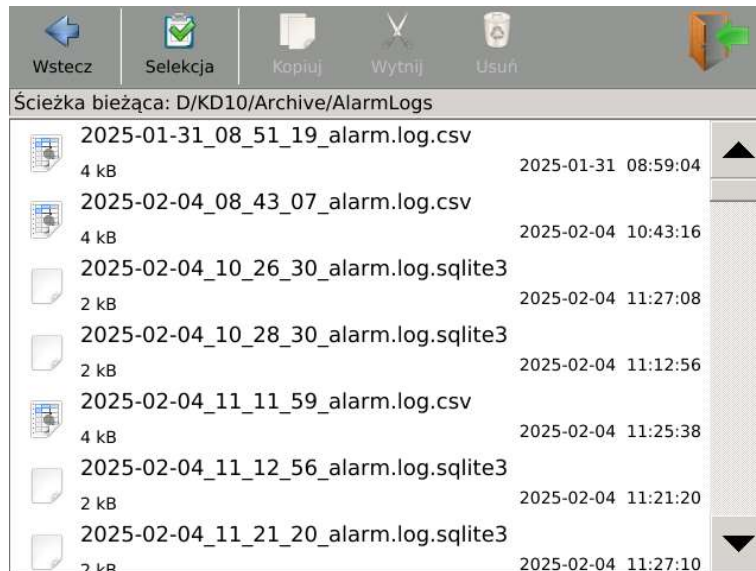 Wstecz Selekcja Kopiuj Wytnij Usuń
Ścieżka bieżąca: D/KD10/Archive/AlarmLogs
2025-01-31_08_51_19_alarm.log.csv
4 kB 2025-01-31 08:59:04
2025-02-04_08_43_07_alarm.log.csv
4 kB 2025-02-04 10:43:16
2025-02-04_10_26_30_alarm.log.sqlite3
2 kB 2025-02-04 11:27:08
2025-02-04_10_28_30_alarm.log.sqlite3
2 kB 2025-02-04 11:12:56
2025-02-04_11_11_59_alarm.log.csv
4 kB 2025-02-04 11:25:38
2025-02-04_11_12_56_alarm.log.sqlite3
2 kB 2025-02-04 11:21:20
2025-02-04_11_21_20_alarm.log.sqlite3
2 kB 2025-02-04 11:27:10